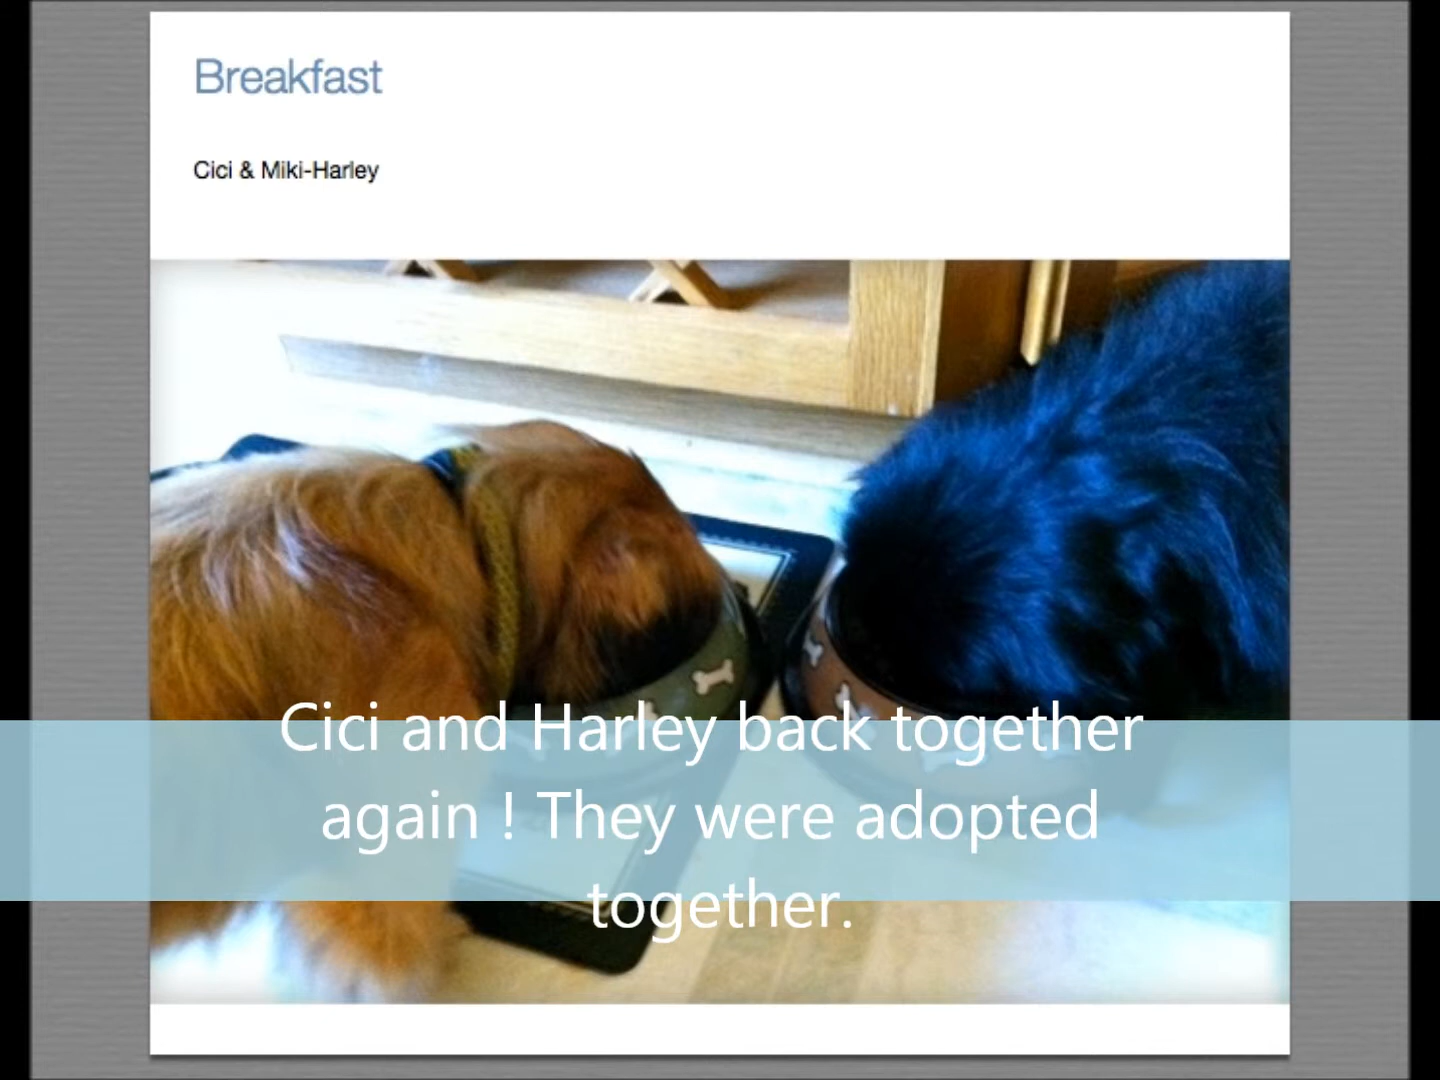 Breakfast
Cici & Miki-Harley
Cici and Harley back together
again ! They were adopted
together.